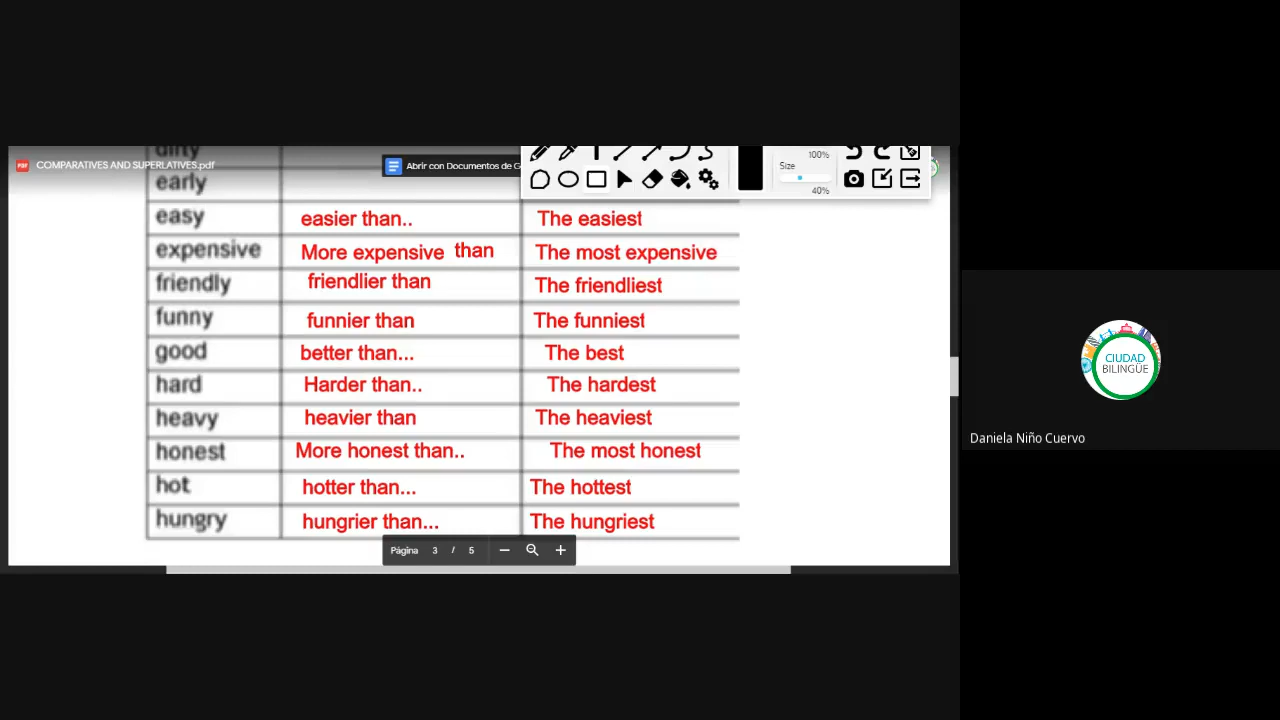 dirty
COMPARATIVES AND SUPERLATIVES.pdf
Abrir con Documentos de G
Size
100%
40%
early
easy easier than.. The easiest
expensive More expensive than The most expensive
friendly friendlier than The friendliest
funny funnier than The funniest
good better than... The best
hard Harder than.. The hardest
heavy heavier than The heaviest
honest More honest than.. The most honest
hot hotter than... The hottest
hungry hungrier than... The hungriest
Página 3 / 5
CIUDAD
BILINGÜE
Daniela Niño Cuervo